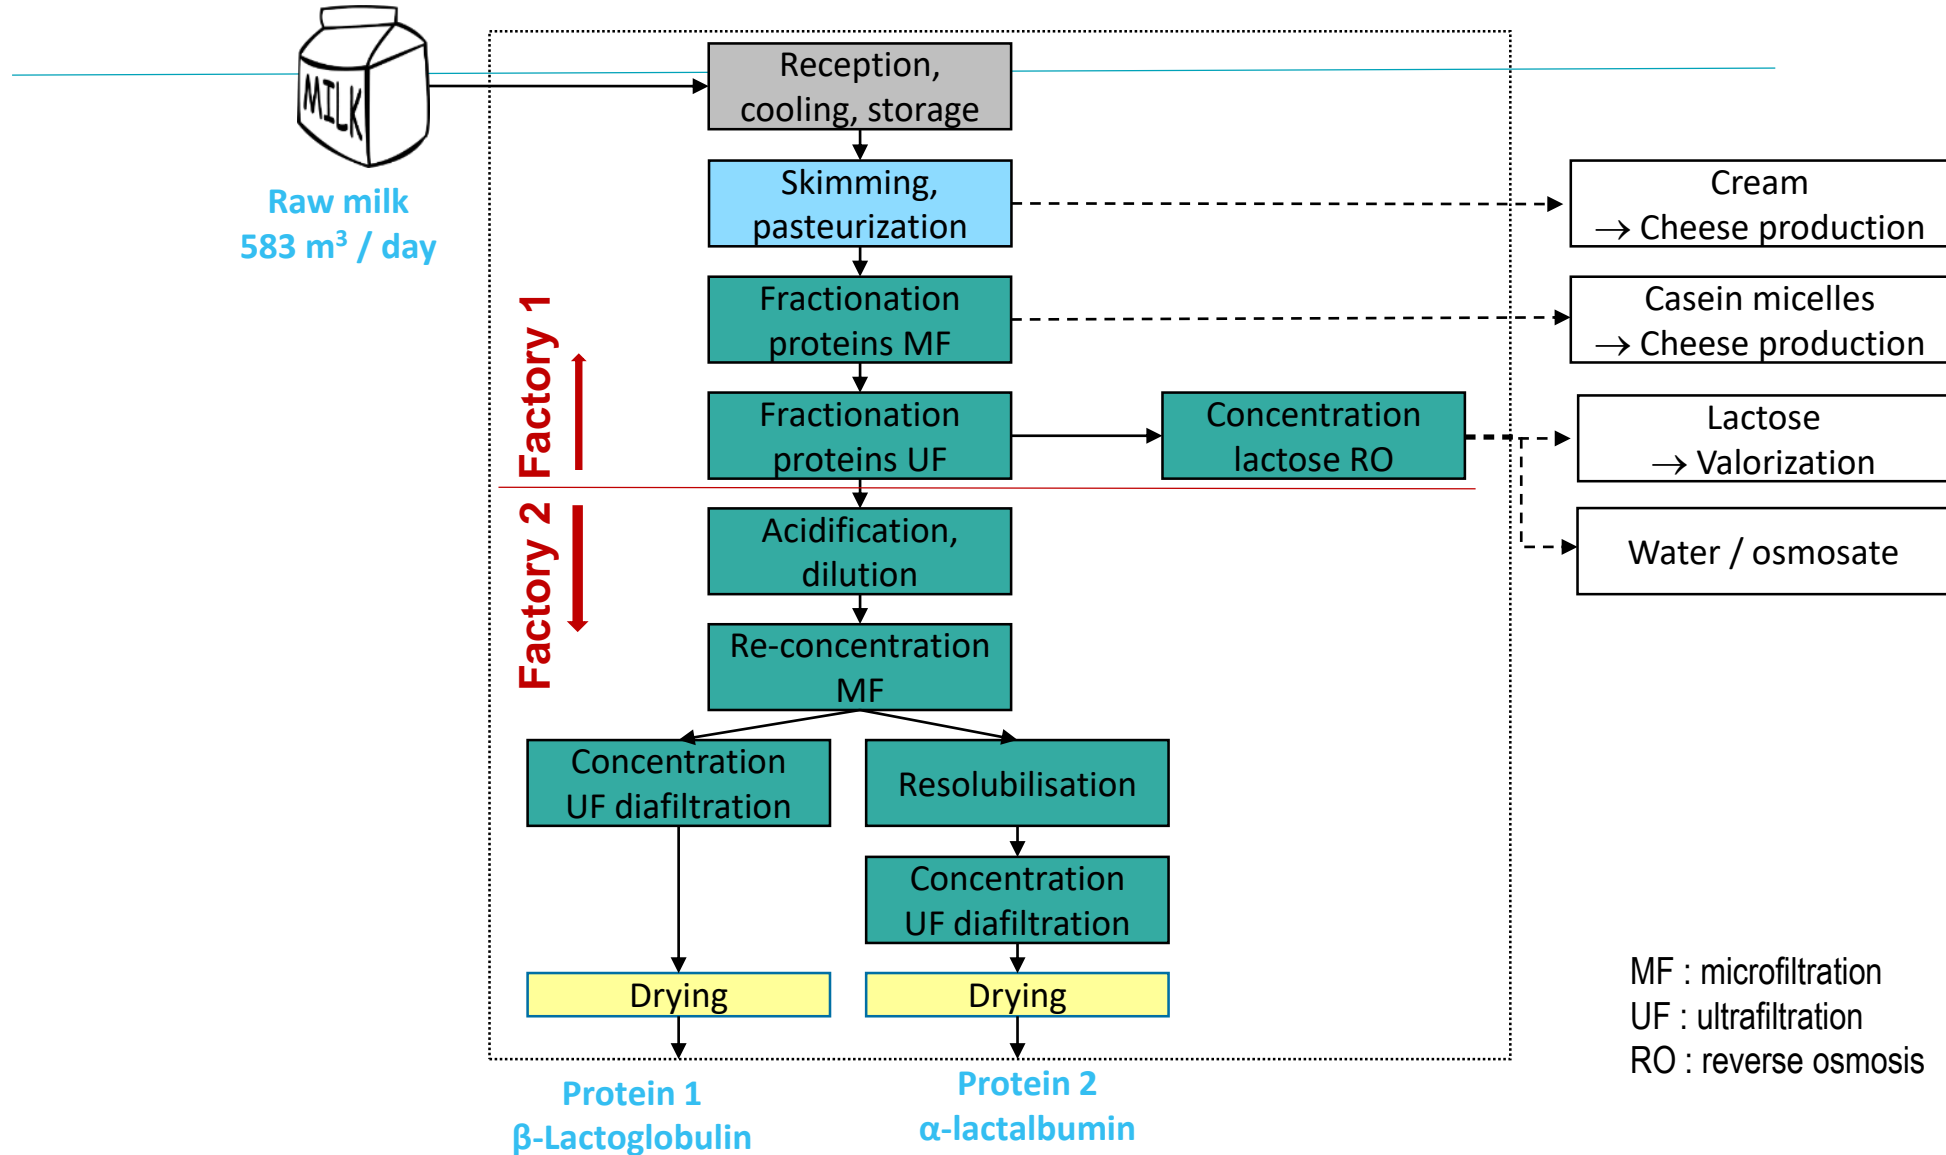 MILK
Raw milk
583 m³ / day
Reception,
cooling, storage
Skimming,
pasteurization
Cream
→ Cheese production
Fractionation
proteins MF
Casein micelles
→ Cheese production
Factory 1
Fractionation
proteins UF
Concentration
lactose RO
Lactose
→ Valorization
Water / osmosate
Factory 2
Acidification,
dilution
Re-concentration
MF
Concentration
UF diafiltration
Resolubilisation
Concentration
UF diafiltration
Drying
Drying
Protein 1
β-Lactoglobulin
Protein 2
α-lactalbumin
MF : microfiltration
UF : ultrafiltration
RO : reverse osmosis